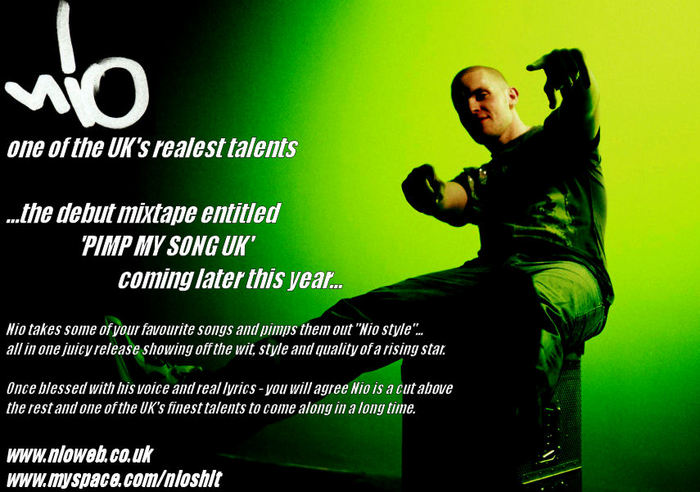 nio
one of the UK's realest talents
...the debut mixtape entitled
'PIMP MY SONG UK'
coming later this year...
Nio takes some of your favourite songs and pimps them out "Nio style"...
all in one juicy release showing off the wit, style and quality of a rising star.
Once blessed with his voice and real lyrics - you will agree Nio is a cut above
the rest and one of the UK's finest talents to come along in a long time.
www.nioweb.co.uk
www.myspace.com/nioshit